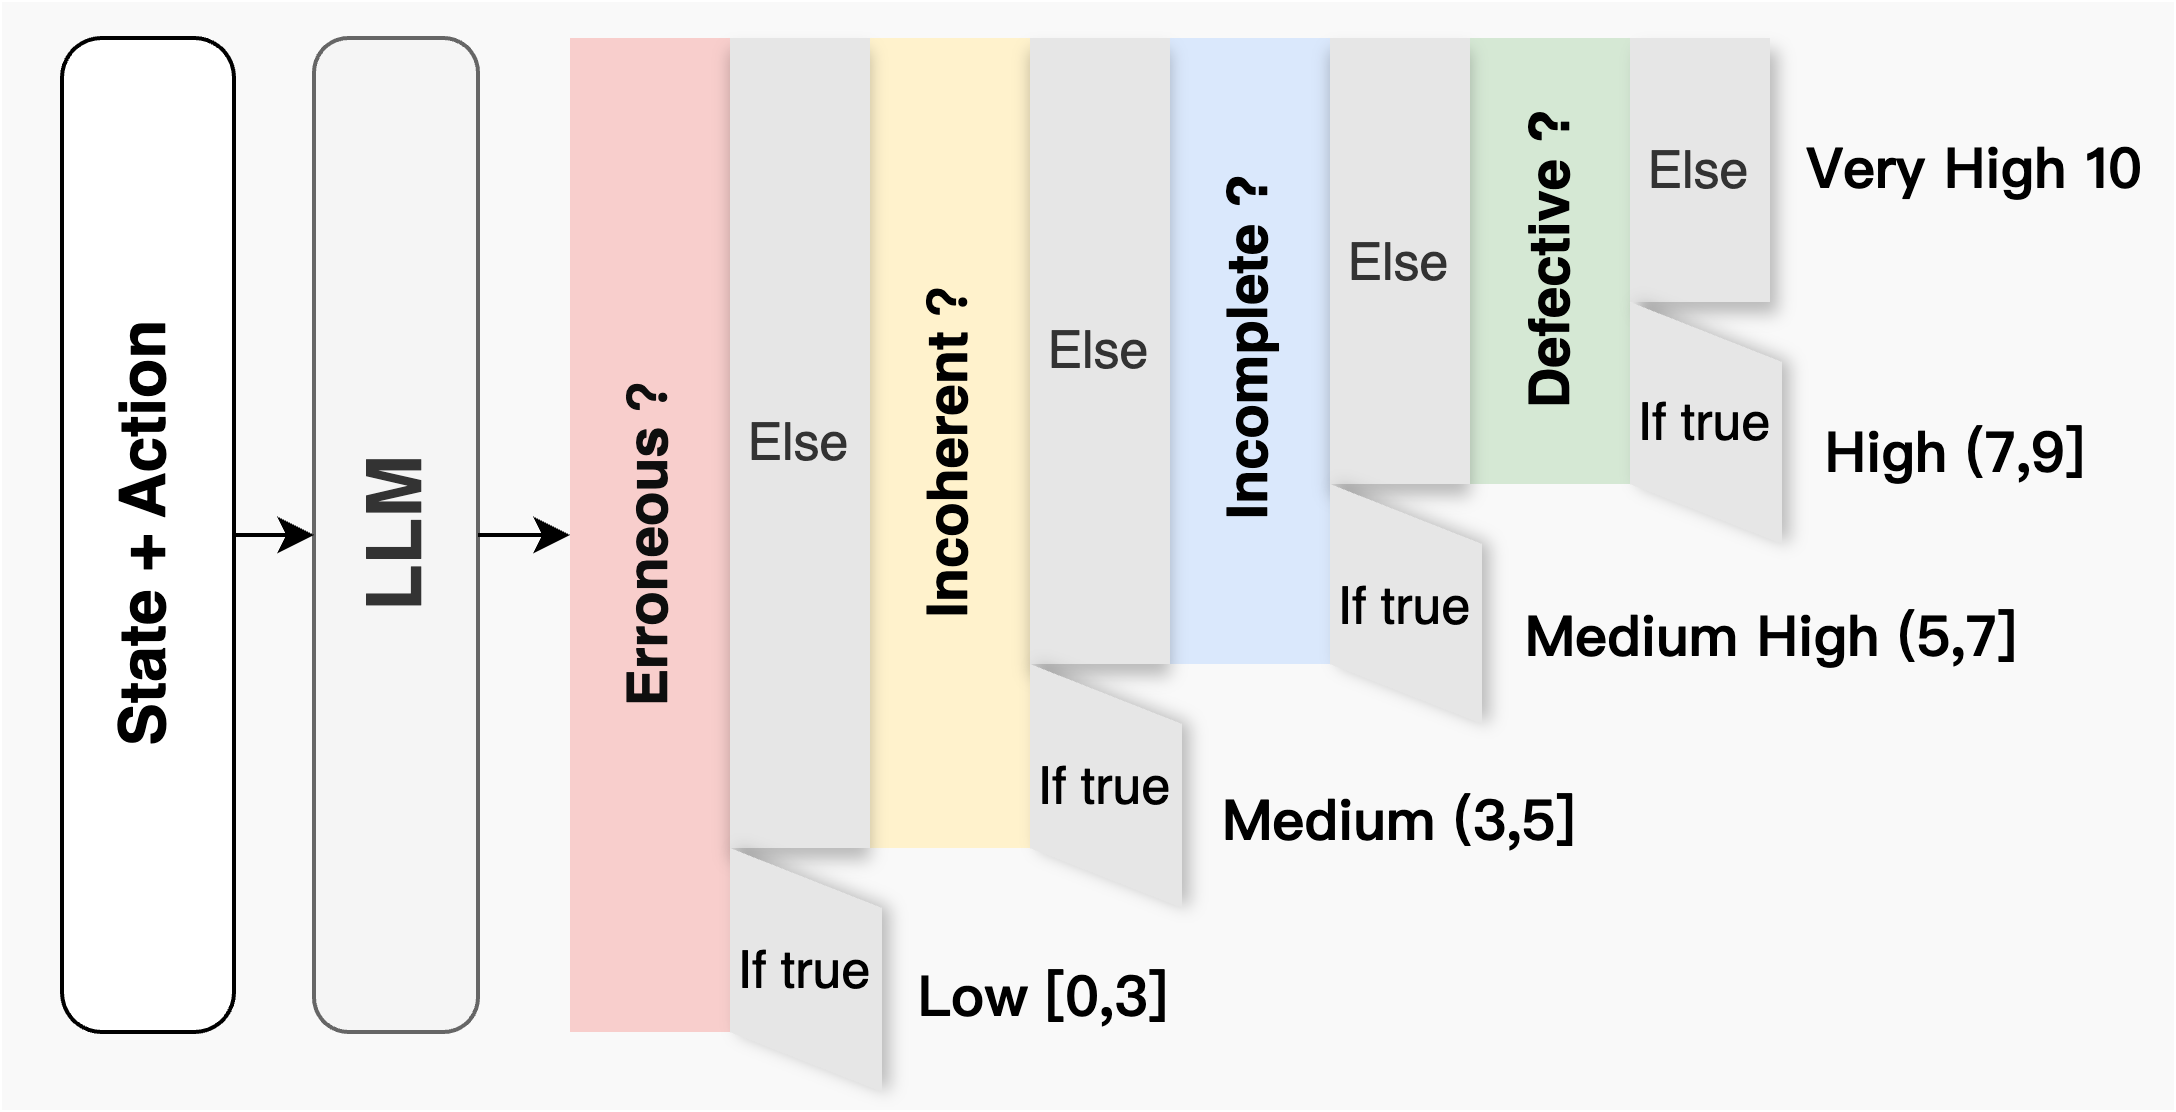 State + Action
LLM
Erroneous ?
Else
If true
Low [0,3]
Incoherent ?
Else
If true
Medium (3,5]
Incomplete ?
Else
If true
Medium High (5,7]
Defective ?
Else
Very High 10
If true
High (7,9]